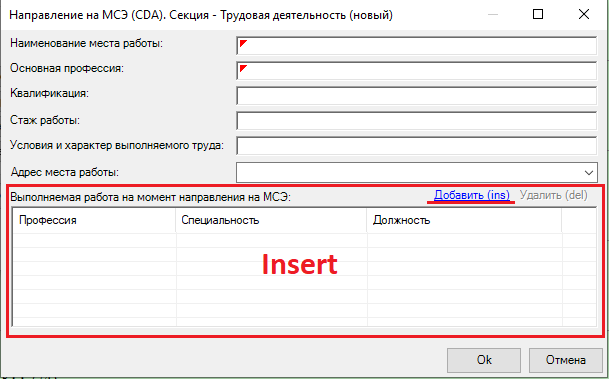 Направление на МСЭ (CDA). Секция - Трудовая деятельность (новый)
Наименование места работы:
Основная профессия:
Квалификация:
Стаж работы:
Условия и характер выполняемого труда:
Адрес места работы:
Выполняемая работа на момент направления на МСЭ: Добавить (ins) Удалить (del)
Профессия Специальность Должность
Insert
Ok Отмена